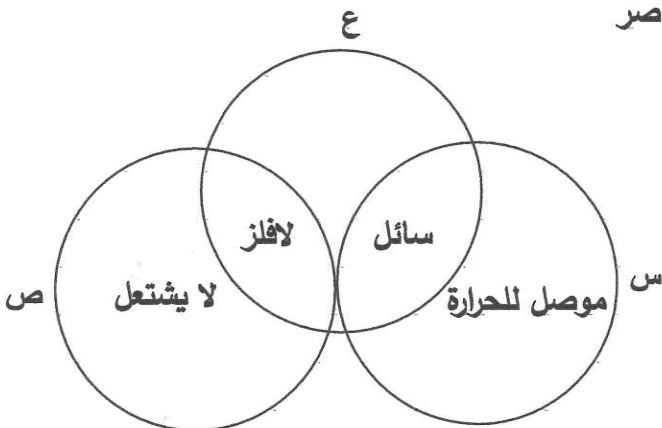 صر
ع
سائل
لافلز
س
موصل للحرارة
لا يشتعل
ص